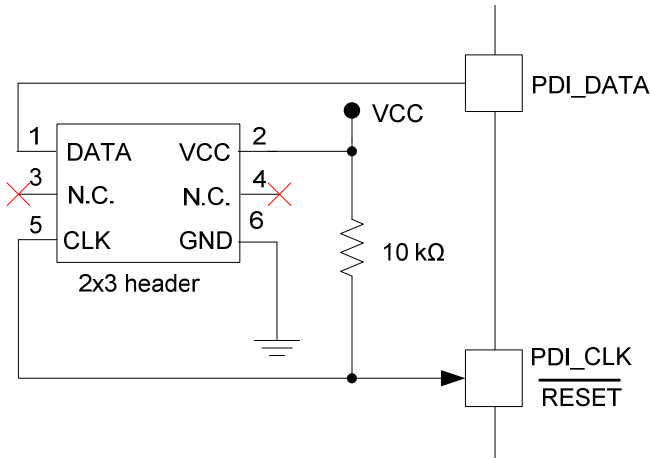 PDI_DATA
VCC
1 DATA VCC 2
3 N.C. N.C. 4
5 CLK GND 6
2x3 header
10 kΩ
PDI_CLK
RESET